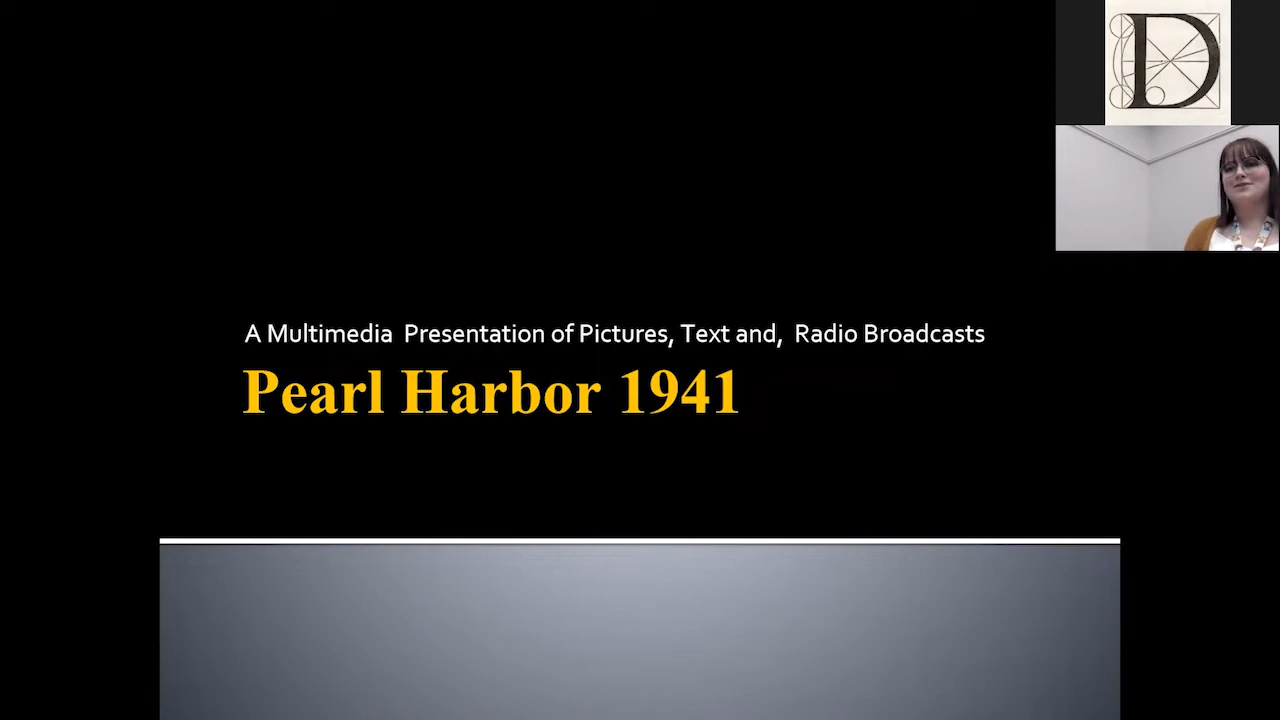 D
A Multimedia  Presentation of Pictures, Text and,  Radio Broadcasts
Pearl Harbor 1941